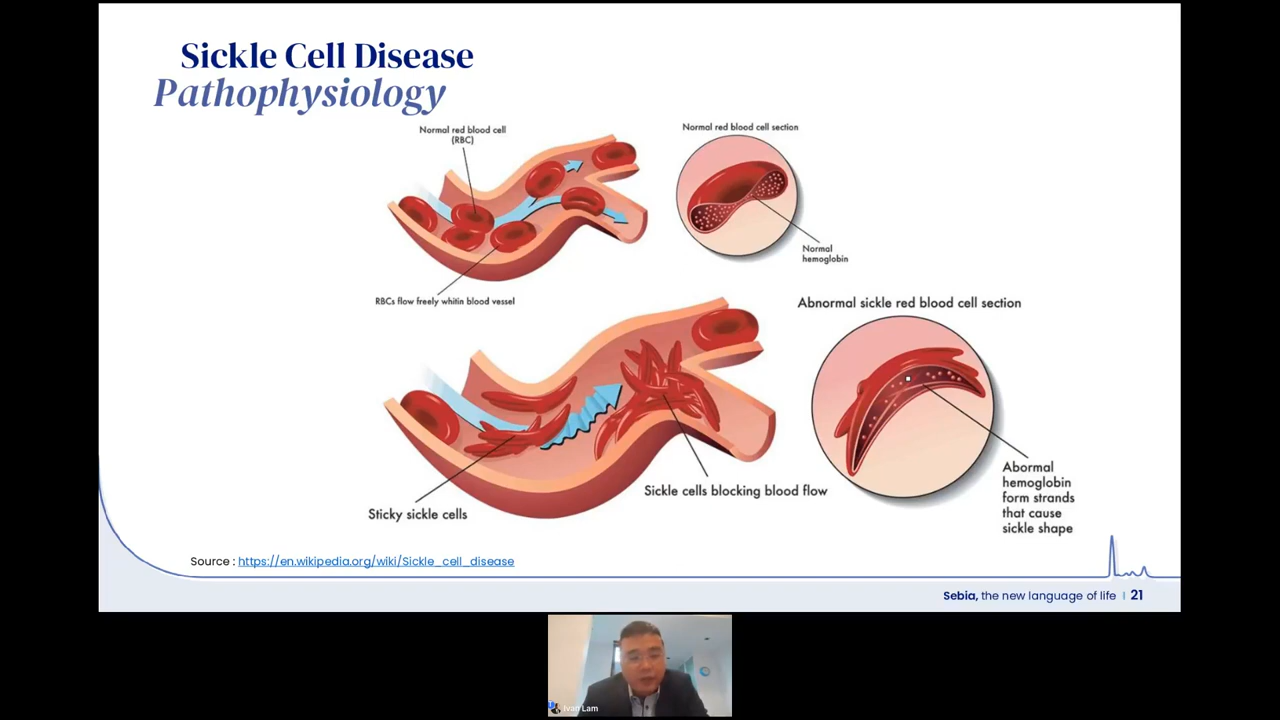 Sickle Cell Disease
Pathophysiology
Normal red blood cell
(RBC)
Normal red blood cell section
Normal
hemoglobin
RBCs flow freely whitin blood vessel
Abnormal sickle red blood cell section
Sickle cells blocking blood flow
Sticky sickle cells
Abormal
hemoglobin
form strands
that cause
sickle shape
Source : https://en.wikipedia.org/wiki/Sickle_cell_disease
Sebia, the new language of life | 21
Ivan Lam